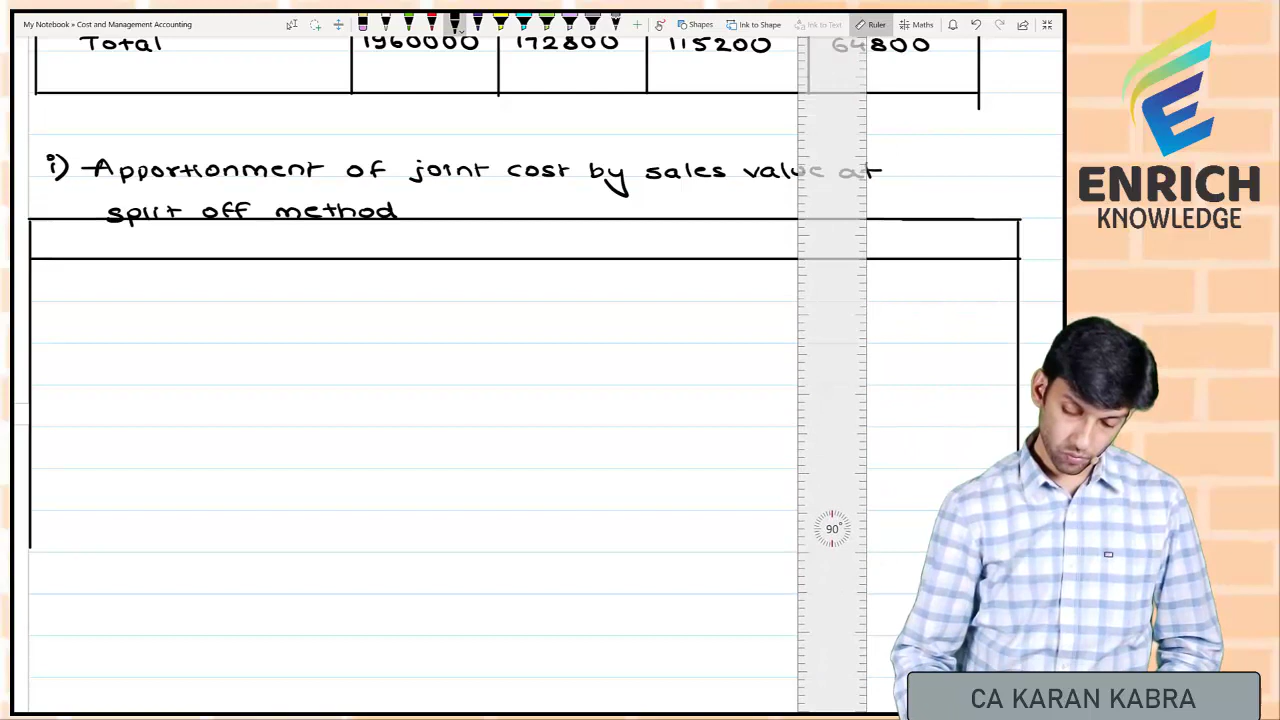 My Notebook » Cost and Management Accounting
Shapes
Ink to Shape
Ink to Text
Ruler
Maths
Total 1960000 172800 115200 64800
i) Apportionment of joint cost by sales value at
split off method
90°
ENRICH
KNOWLEDGE
CA KARAN KABRA